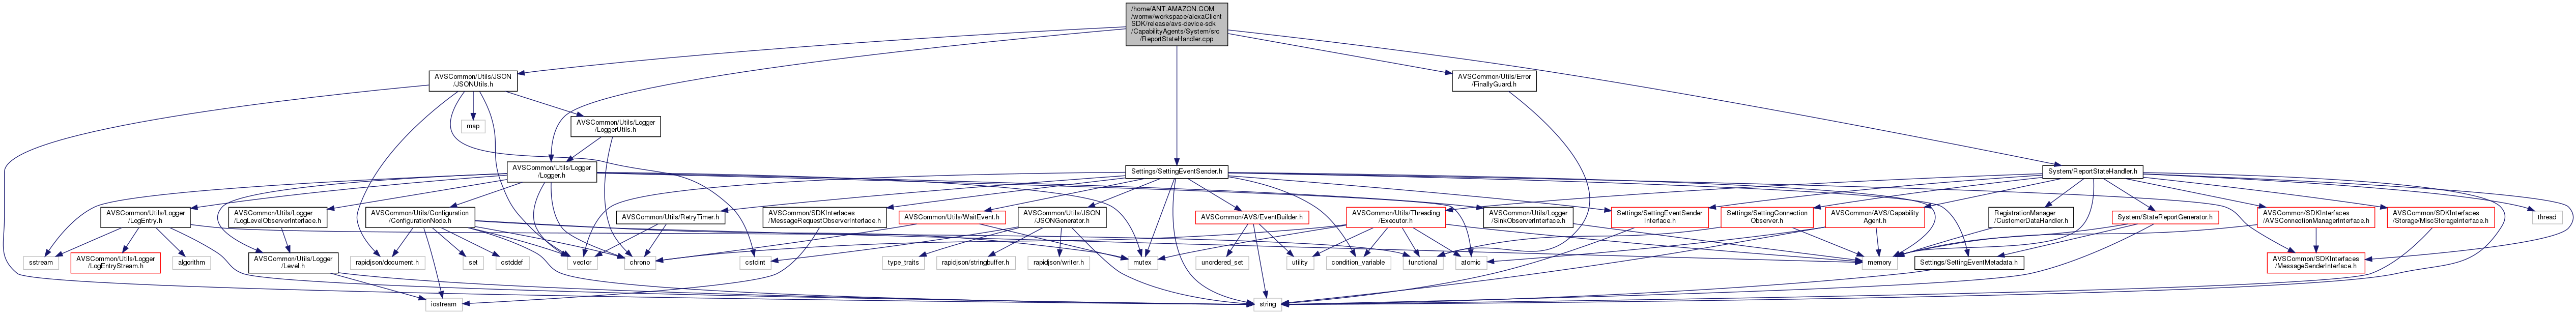 /home/ANT.AMAZON.COM
/womw/workspace/alexaClient
SDK/release/avs-device-sdk
/CapabilityAgents/System/src
/ReportStateHandler.cpp
AVSCommon/Utils/JSON
/JSONUtils.h
AVSCommon/Utils/Error
/FinallyGuard.h
map
AVSCommon/Utils/Logger
/LoggerUtils.h
AVSCommon/Utils/Logger
/Logger.h
Settings/SettingEventSender.h
System/ReportStateHandler.h
AVSCommon/Utils/Logger
/LogEntry.h
AVSCommon/Utils/Logger
/LogLevelObserverInterface.h
AVSCommon/Utils/Configuration
/ConfigurationNode.h
AVSCommon/Utils/RetryTimer.h
AVSCommon/SDKInterfaces
/MessageRequestObserverInterface.h
AVSCommon/Utils/WaitEvent.h
AVSCommon/Utils/JSON
/JSONGenerator.h
AVSCommon/AVS/EventBuilder.h
AVSCommon/Utils/Threading
/Executor.h
AVSCommon/Utils/Logger
/SinkObserverInterface.h
Settings/SettingEventSender
Interface.h
Settings/SettingConnection
Observer.h
AVSCommon/AVS/Capability
Agent.h
RegistrationManager
/CustomerDataHandler.h
System/StateReportGenerator.h
AVSCommon/SDKInterfaces
/AVSConnectionManagerInterface.h
AVSCommon/SDKInterfaces
/Storage/MiscStorageInterface.h
thread
sstream
AVSCommon/Utils/Logger
/LogEntryStream.h
algorithm
AVSCommon/Utils/Logger
/Level.h
rapidjson/document.h
set
cstddef
vector
chrono
cstdint
type_traits
rapidjson/stringbuffer.h
rapidjson/writer.h
mutex
unordered_set
utility
condition_variable
functional
atomic
memory
Settings/SettingEventMetadata.h
AVSCommon/SDKInterfaces
/MessageSenderInterface.h
iostream
string